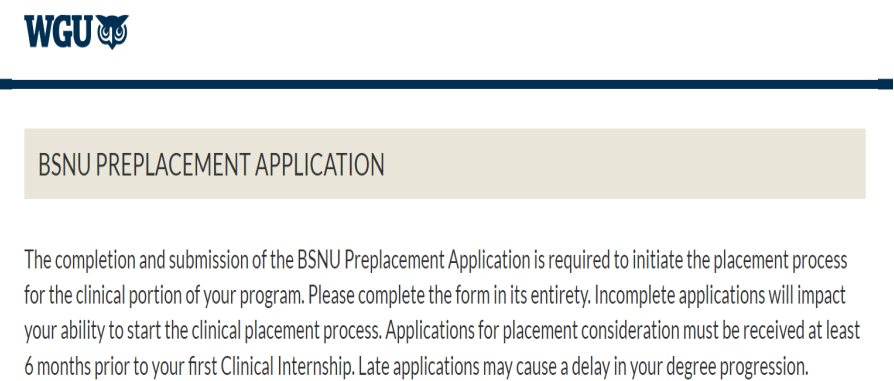 WGU
BSNU PREPLACEMENT APPLICATION
The completion and submission of the BSNU Preplacement Application is required to initiate the placement process
for the clinical portion of your program. Please complete the form in its entirety. Incomplete applications will impact
your ability to start the clinical placement process. Applications for placement consideration must be received at least
6 months prior to your first Clinical Internship. Late applications may cause a delay in your degree progression.